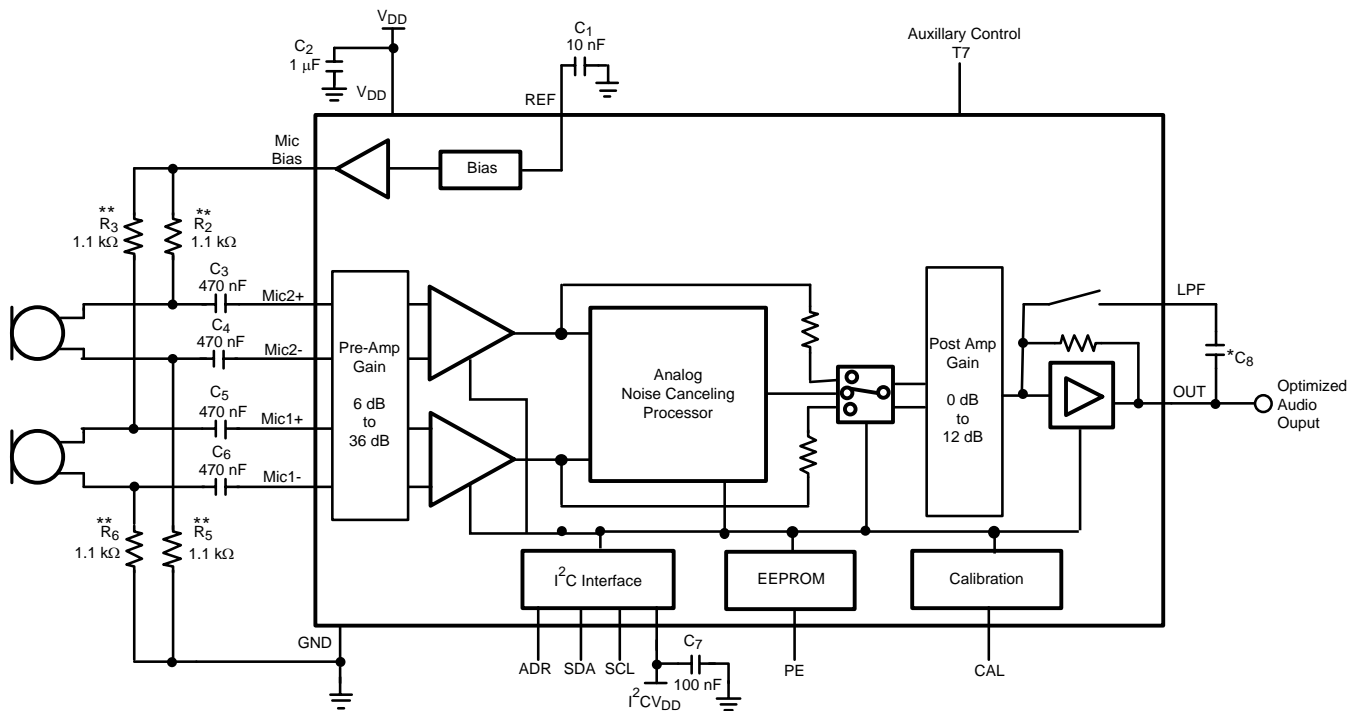 VDD
C2
1 μF
VDD
C1
10 nF
REF
Auxillary Control
T7
Mic
Bias
Bias
**
R3
1.1 kΩ
**
R2
1.1 kΩ
C3
470 nF
Mic2+
C4
470 nF
Mic2-
C5
470 nF
Mic1+
C6
470 nF
Mic1-
**
R6
1.1 kΩ
**
R5
1.1 kΩ
Pre-Amp
Gain
6 dB
to
36 dB
Analog
Noise Canceling
Processor
Post Amp
Gain
0 dB
to
12 dB
LPF
*C8
OUT
Optimized
Audio
Ouput
I2C Interface
EEPROM
Calibration
GND
ADR
SDA
SCL
I2CVDD
C7
100 nF
PE
CAL